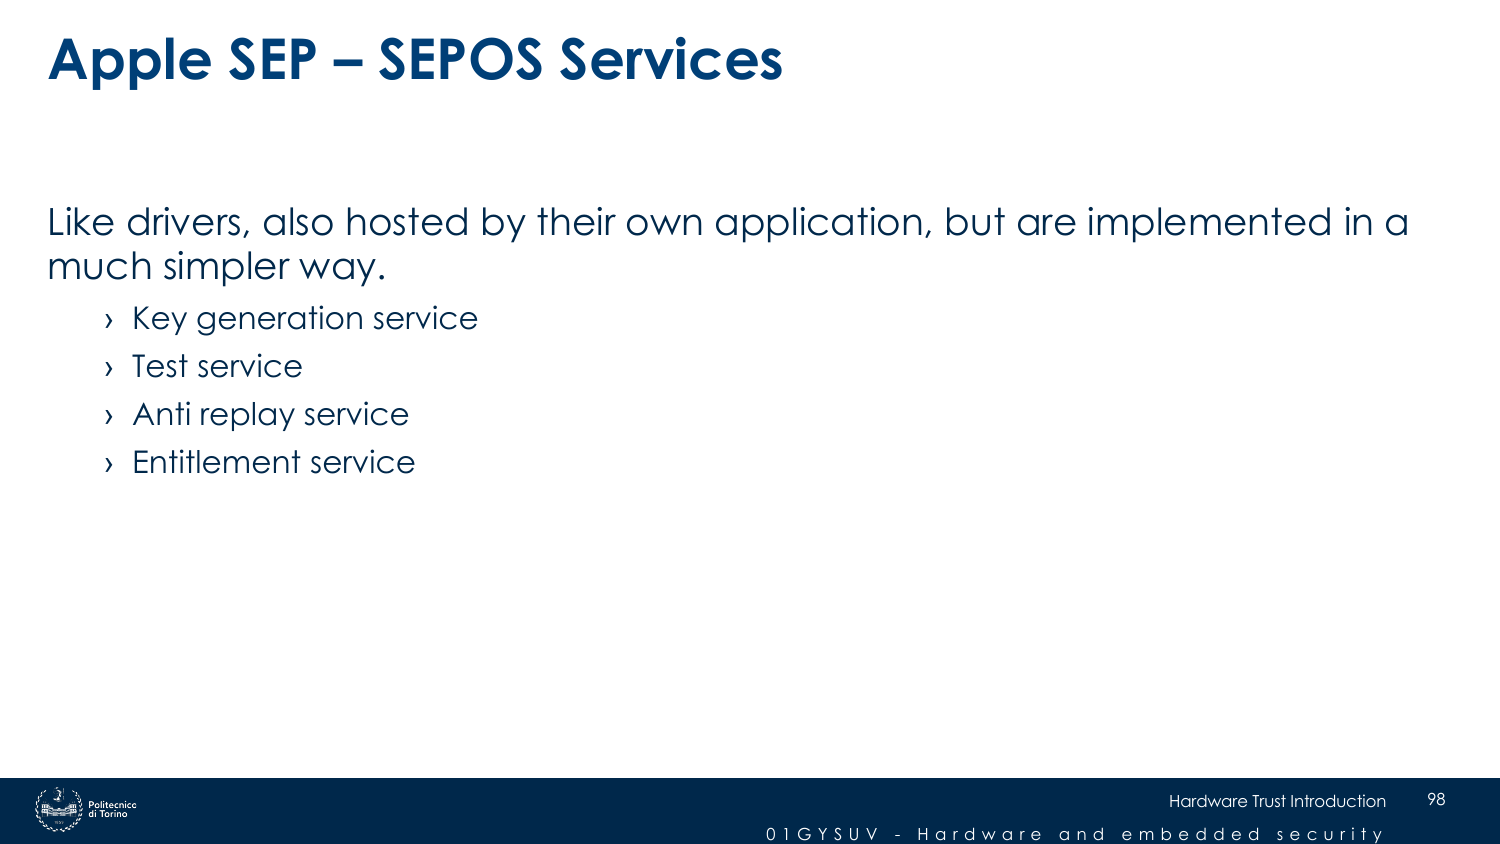 Apple SEP – SEPOS Services
Like drivers, also hosted by their own application, but are implemented in a
much simpler way.
› Key generation service
› Test service
› Anti replay service
› Entitlement service
Politecnico
di Torino
Hardware Trust Introduction
98
01GYSUV - Hardware and embedded security